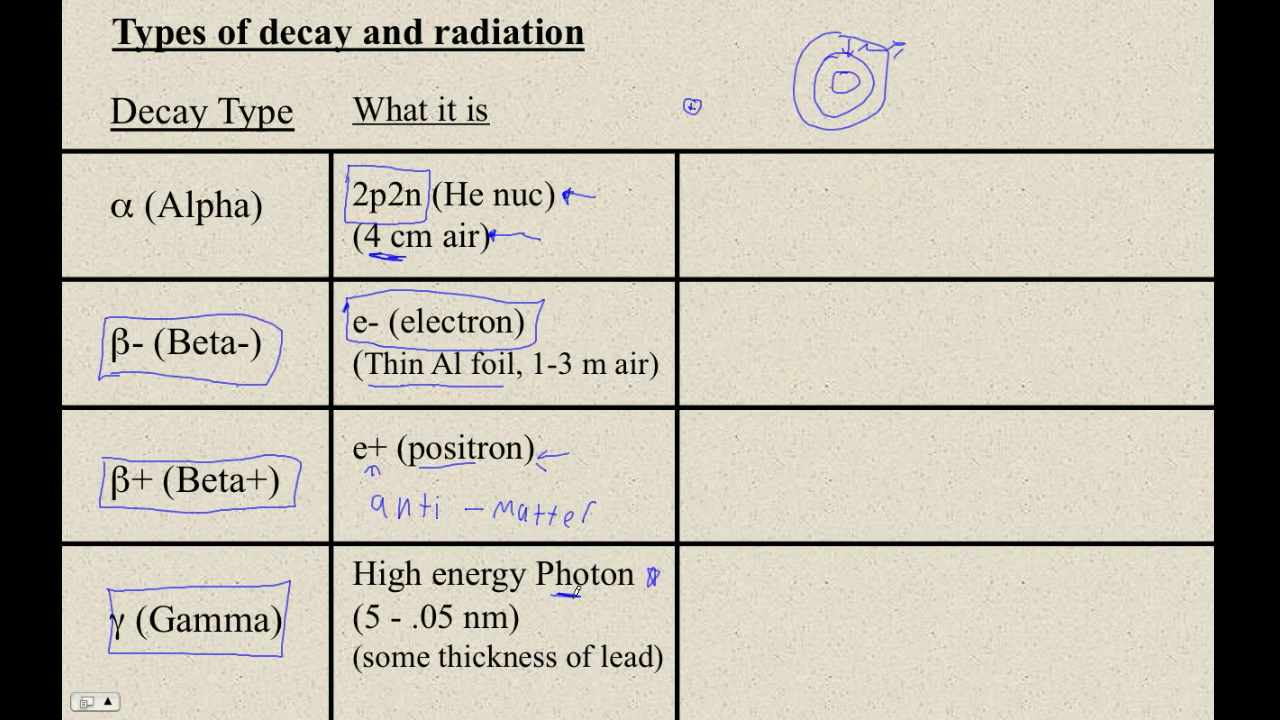 Types of decay and radiation
Decay Type
What it is
+
α (Alpha)
2p2n (He nuc)
(4 cm air)
β- (Beta-)
e- (electron)
(Thin Al foil, 1-3 m air)
β+ (Beta+)
e+ (positron)
anti - matter
γ (Gamma)
High energy Photon
(5 - .05 nm)
(some thickness of lead)